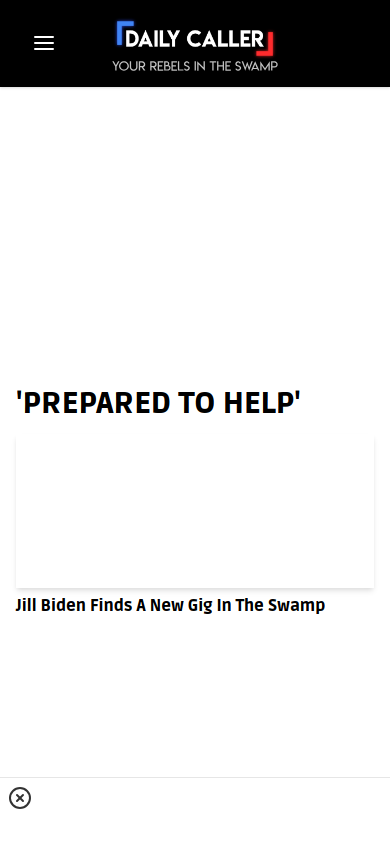 DAILY CALLER
YOUR REBELS IN THE SWAMP
'PREPARED TO HELP'
Jill Biden Finds A New Gig In The Swamp